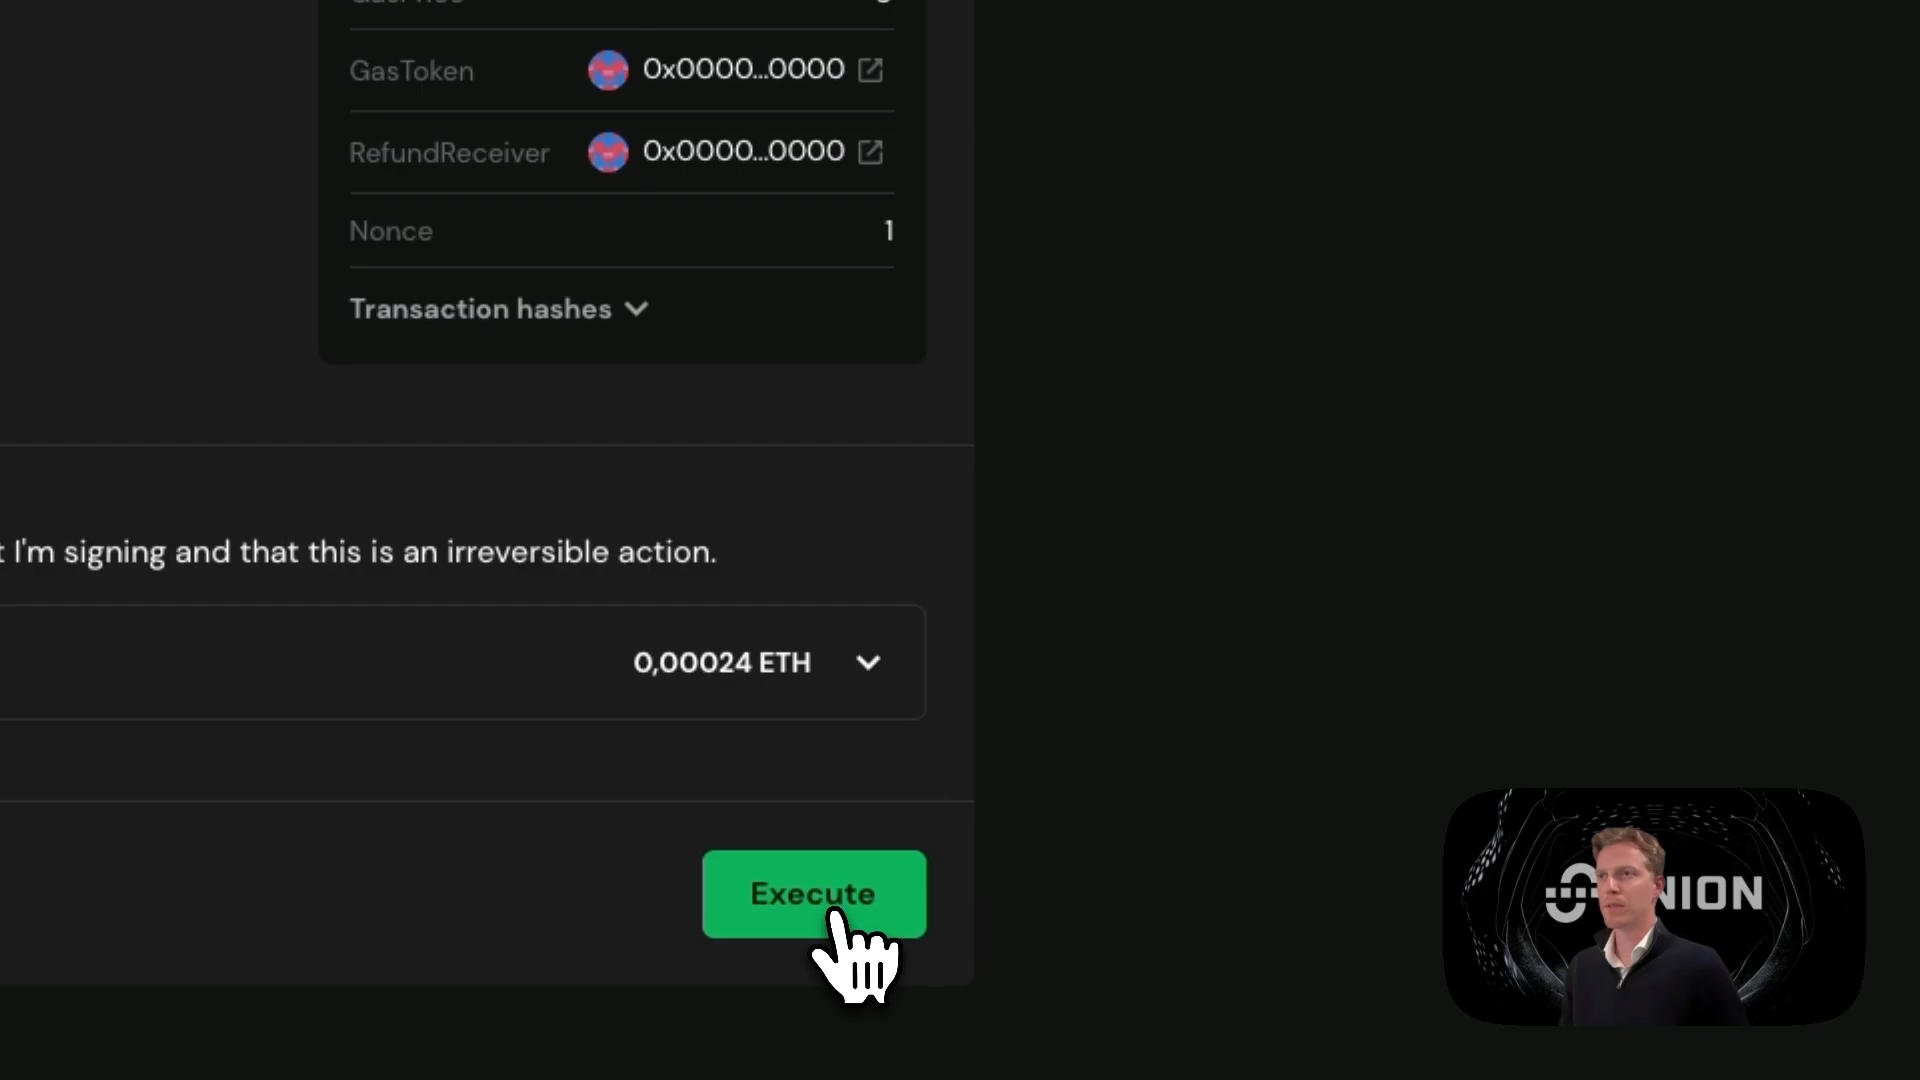 GasToken 0x0000...0000
RefundReceiver 0x0000...0000
Nonce 1
Transaction hashes
I'm signing and that this is an irreversible action.
0,00024 ETH
Execute
NION